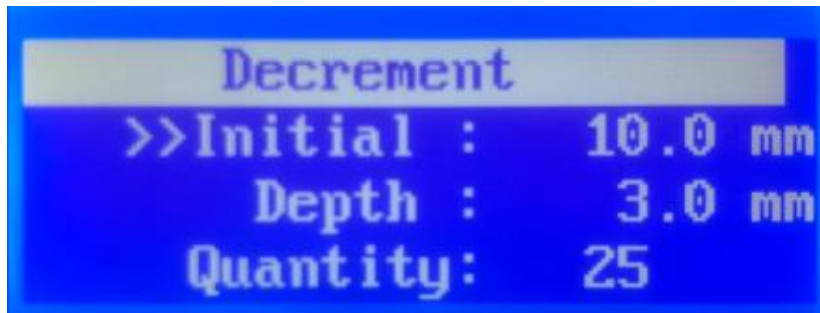 Decrement
>>Initial : 10.0 mm
Depth : 3.0 mm
Quantity: 25